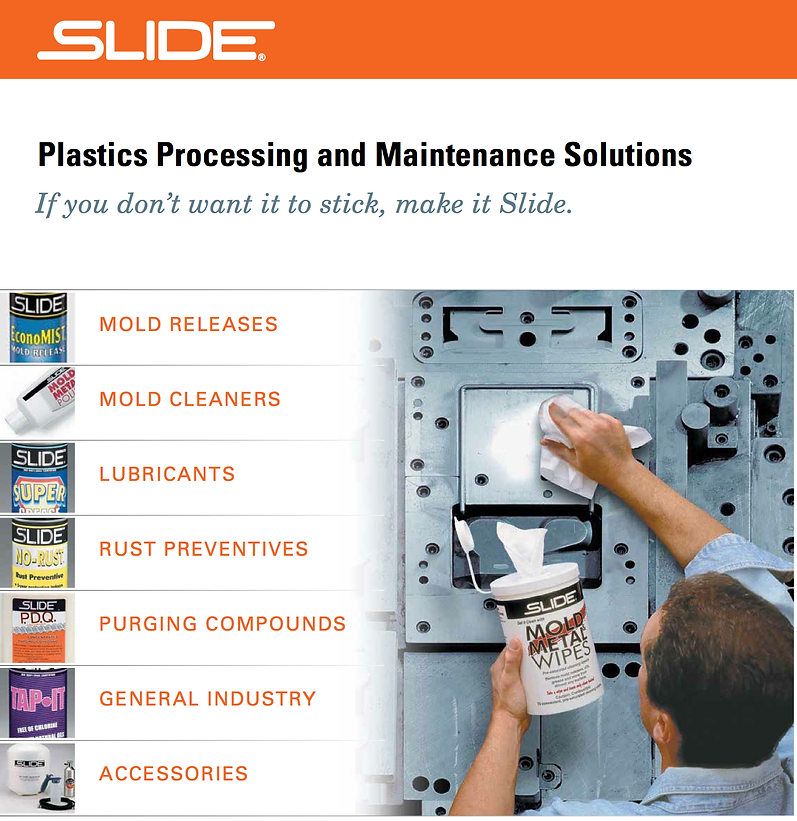 SLIDE®
Plastics Processing and Maintenance Solutions
If you don't want it to stick, make it Slide.
SLIDE
EconoMIST
MOLD RELEASE
MOLD RELEASES
MOLD
METAL
MOLD CLEANERS
SLIDE
SUPER
LUBRICANTS
SLIDE
NO-RUST
Rust Preventive
RUST PREVENTIVES
SLIDE
P.D.Q.
PURGING COMPOUNDS
TAP-IT
FREE OF CHLORINE
GENERAL INDUSTRY
SLIDE
ACCESSORIES
SLIDE
MOLD
METAL
WIPES